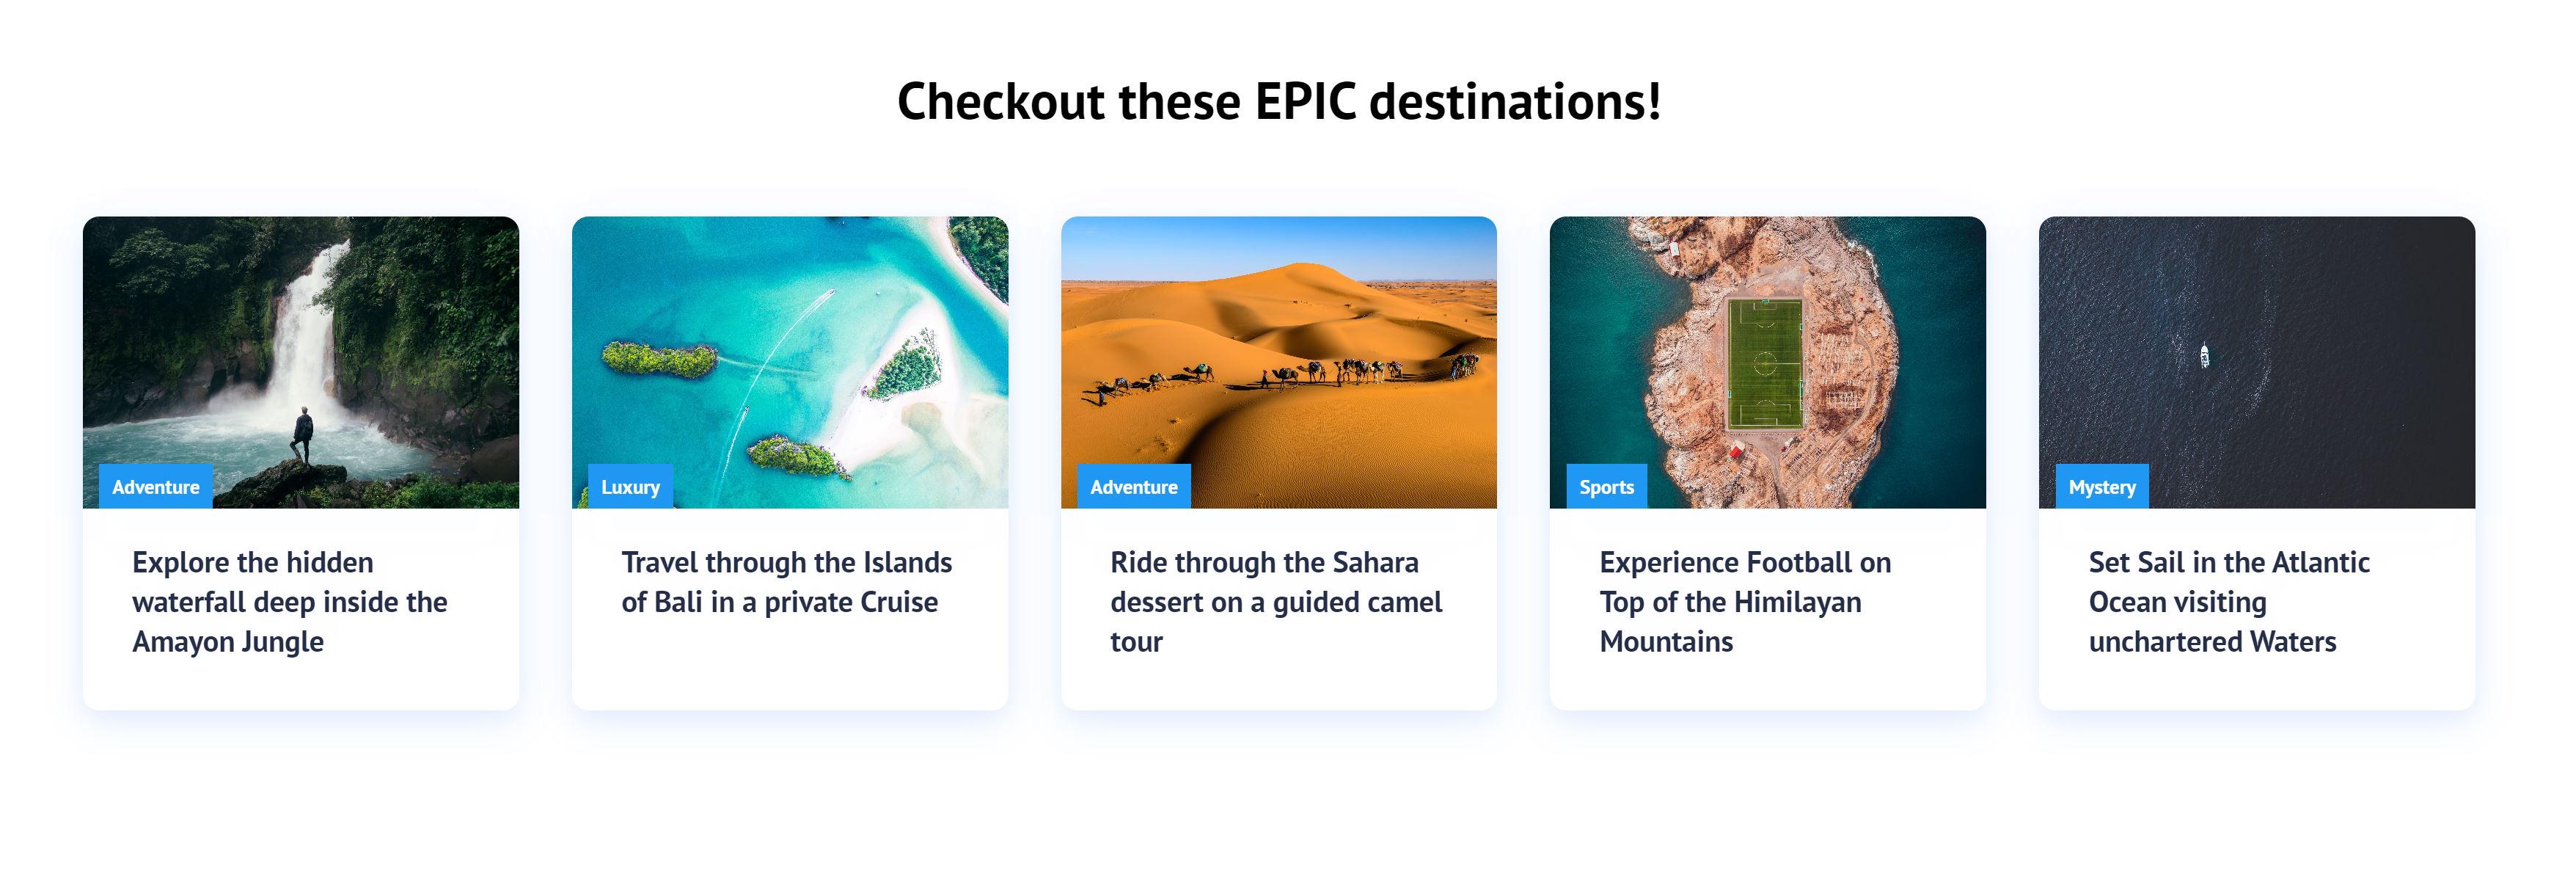 Checkout these EPIC destinations!
Adventure
Explore the hidden
waterfall deep inside the
Amayon Jungle
Luxury
Travel through the Islands
of Bali in a private Cruise
Adventure
Ride through the Sahara
dessert on a guided camel
tour
Sports
Experience Football on
Top of the Himilayan
Mountains
Mystery
Set Sail in the Atlantic
Ocean visiting
unchartered Waters